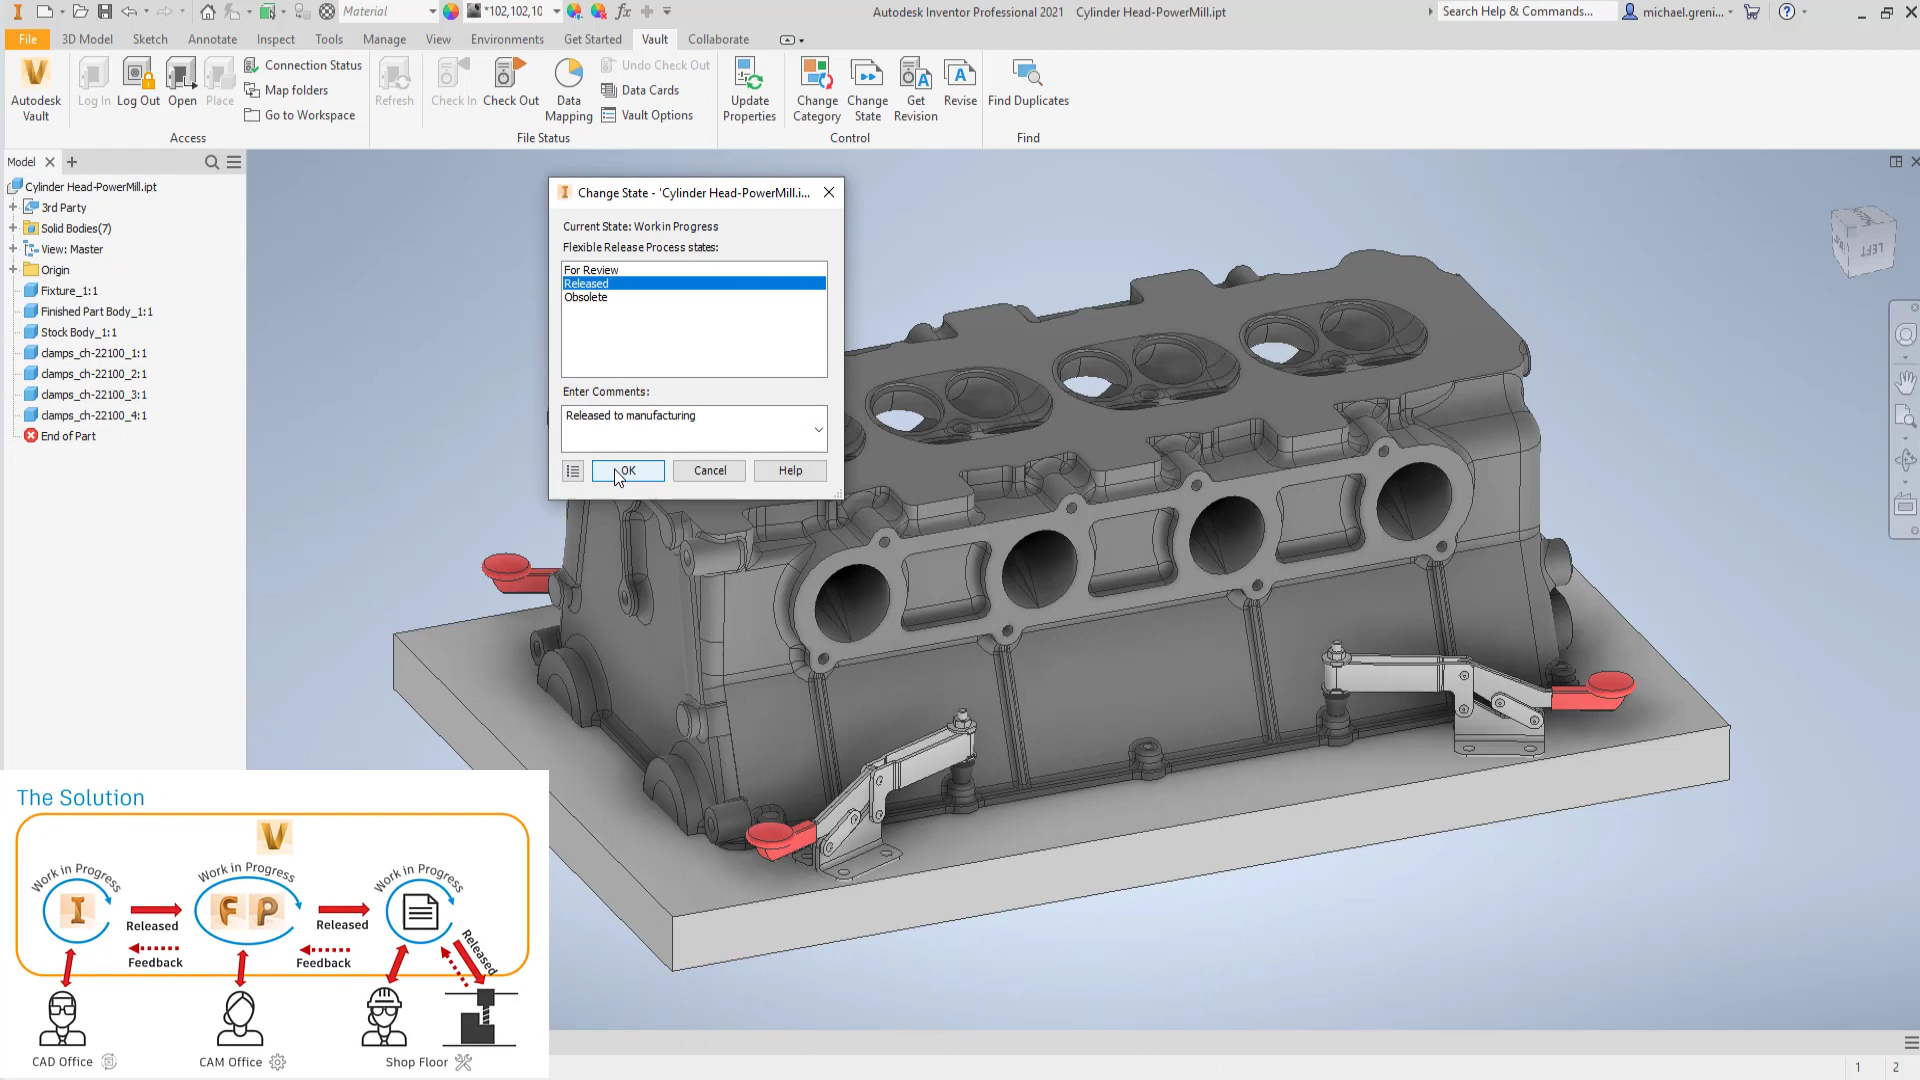 Material
*102,102,10
Autodesk Inventor Professional 2021
Cylinder Head-PowerMill.ipt
Search Help & Commands...
michael.greni...
File
3D Model
Sketch
Annotate
Inspect
Tools
Manage
View
Environments
Get Started
Vault
Collaborate
Autodesk
Vault
Log In
Log Out
Open
Place
Connection Status
Map folders
Go to Workspace
Access
Refresh
Check In
Check Out
Data
Mapping
Undo Check Out
Data Cards
Vault Options
File Status
Update
Properties
Change
Category
Change
State
Get
Revision
Revise
Control
Find Duplicates
Find
Model
Cylinder Head-PowerMill.ipt
3rd Party
Solid Bodies(7)
View: Master
Origin
Fixture_1:1
Finished Part Body_1:1
Stock Body_1:1
clamps_ch-22100_1:1
clamps_ch-22100_2:1
clamps_ch-22100_3:1
clamps_ch-22100_4:1
End of Part
Change State - 'Cylinder Head-PowerMill.i...
Current State: Work in Progress
Flexible Release Process states:
For Review
Released
Obsolete
Enter Comments:
Released to manufacturing
OK
Cancel
Help
LEFT
The Solution
V
Work in Progress
Work in Progress
Work in Progress
I
F P
Released
Released
Released
Feedback
Feedback
CAD Office
CAM Office
Shop Floor
1
2